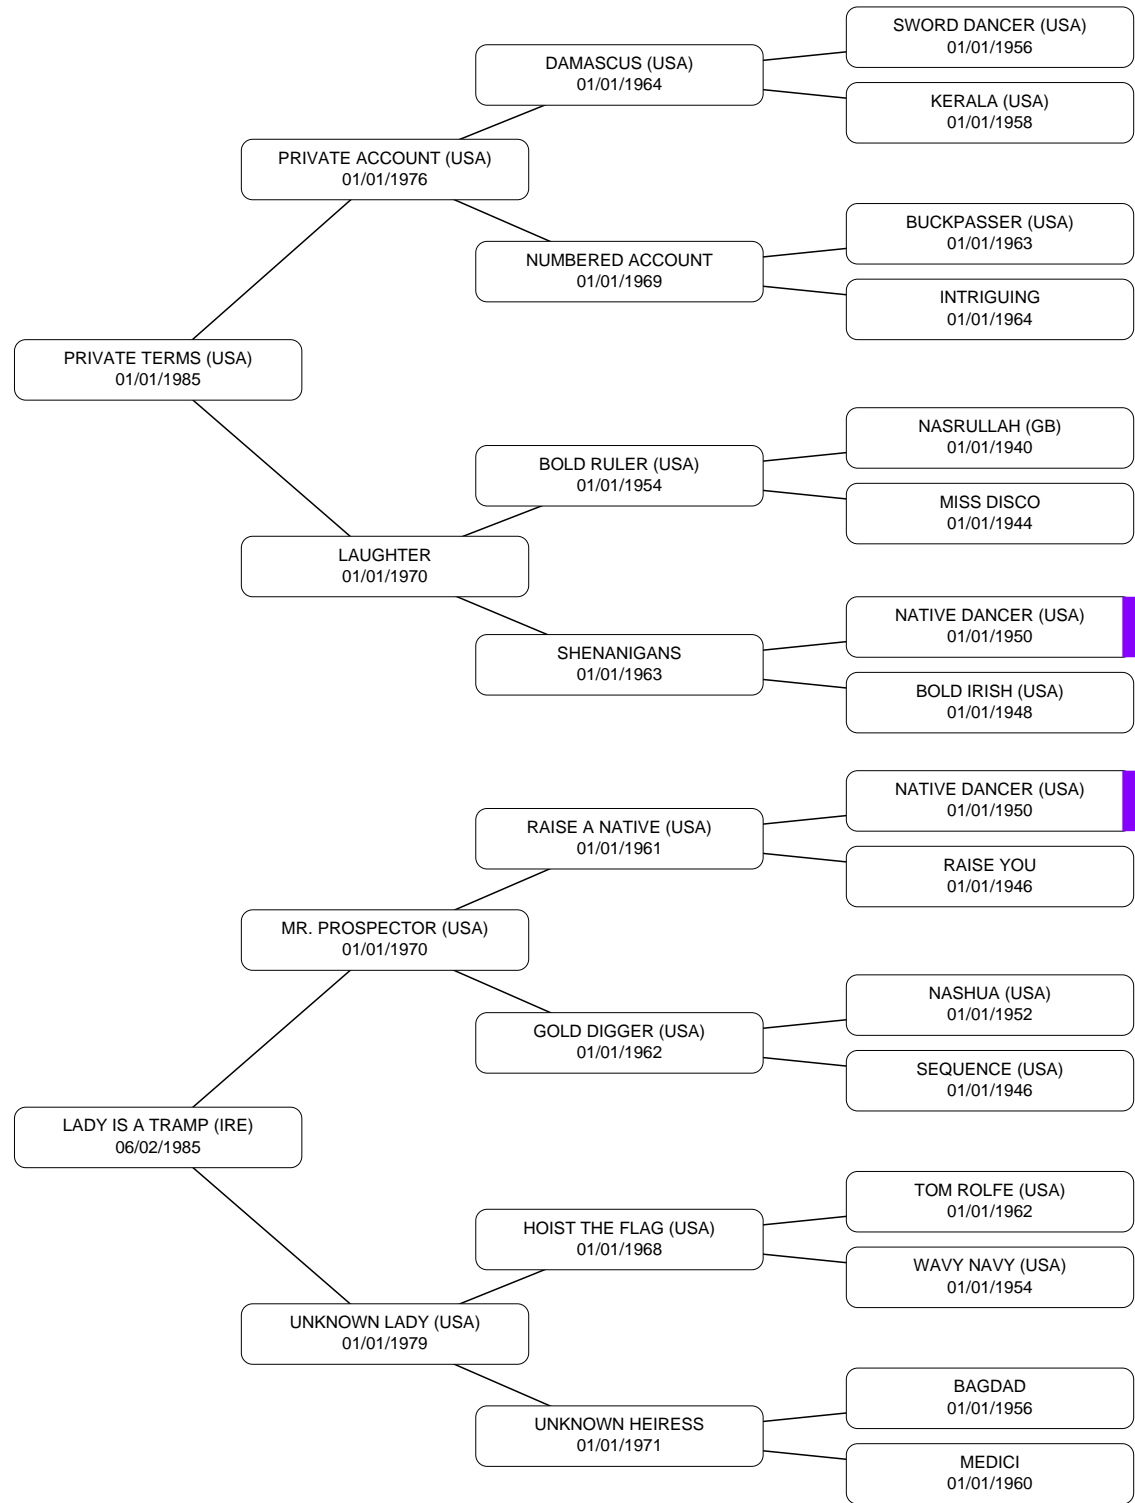 SWORD DANCER (USA)
01/01/1956
DAMASCUS (USA)
01/01/1964
KERALA (USA)
01/01/1958
PRIVATE ACCOUNT (USA)
01/01/1976
BUCKPASSER (USA)
01/01/1963
NUMBERED ACCOUNT
01/01/1969
INTRIGUING
01/01/1964
PRIVATE TERMS (USA)
01/01/1985
NASRULLAH (GB)
01/01/1940
BOLD RULER (USA)
01/01/1954
MISS DISCO
01/01/1944
LAUGHTER
01/01/1970
NATIVE DANCER (USA)
01/01/1950
SHENANIGANS
01/01/1963
BOLD IRISH (USA)
01/01/1948
NATIVE DANCER (USA)
01/01/1950
RAISE A NATIVE (USA)
01/01/1961
RAISE YOU
01/01/1946
MR. PROSPECTOR (USA)
01/01/1970
NASHUA (USA)
01/01/1952
GOLD DIGGER (USA)
01/01/1962
SEQUENCE (USA)
01/01/1946
LADY IS A TRAMP (IRE)
06/02/1985
TOM ROLFE (USA)
01/01/1962
HOIST THE FLAG (USA)
01/01/1968
WAVY NAVY (USA)
01/01/1954
UNKNOWN LADY (USA)
01/01/1979
BAGDAD
01/01/1956
UNKNOWN HEIRESS
01/01/1971
MEDICI
01/01/1960